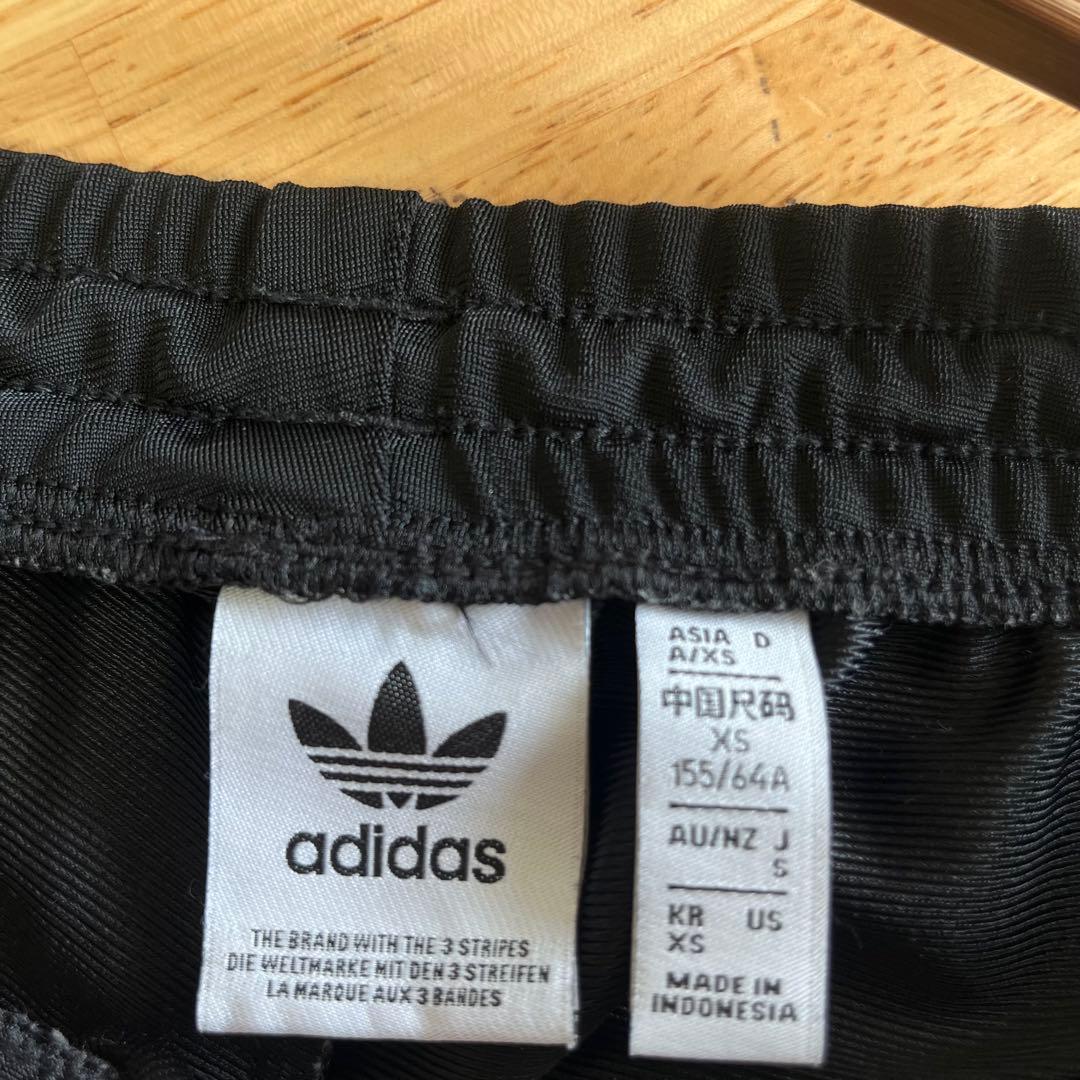 adidas
THE BRAND WITH THE 3 STRIPES
DIE WELTMARKE MIT DEN 3 STREIFEN
LA MARQUE AUX 3 BANDES
ASIA D
A/XS
中国尺码
XS
155/64A
AU/NZ J
S
KR US
XS
MADE IN
INDONESIA